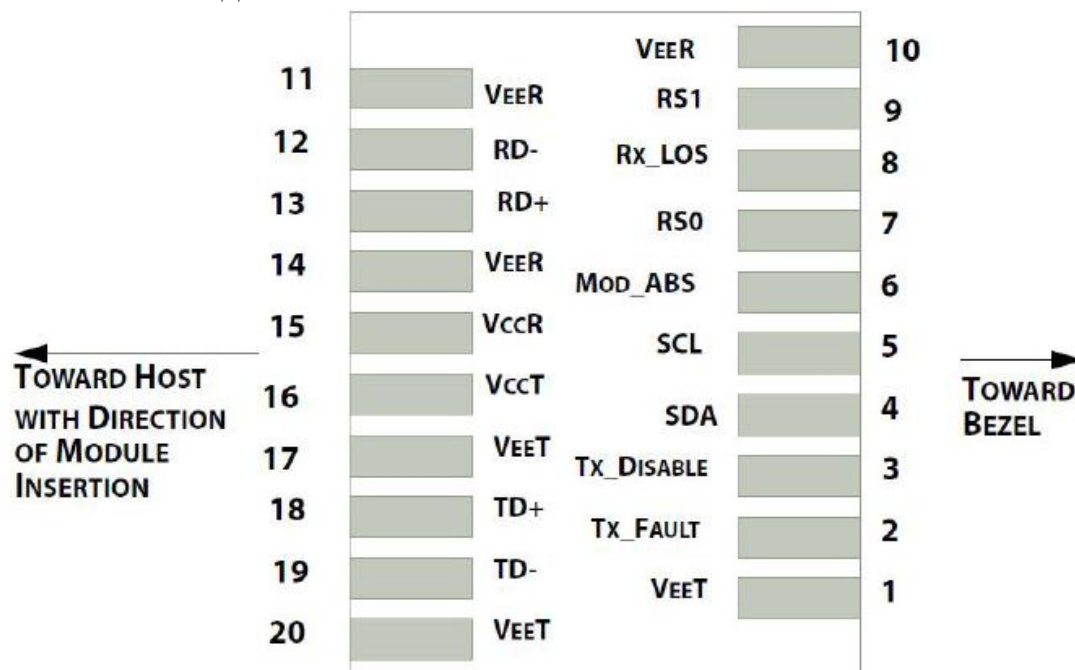 VEER
10
11
VEER
RS1
9
12
RD-
RX_LOS
8
13
RD+
RS0
7
14
VEER
MOD_ABS
6
15
VCCR
SCL
5
TOWARD HOST
WITH DIRECTION
OF MODULE
INSERTION
16
VCCT
SDA
4
TOWARD
BEZEL
17
VEET
TX_DISABLE
3
18
TD+
TX_FAULT
2
19
TD-
VEET
1
20
VEET